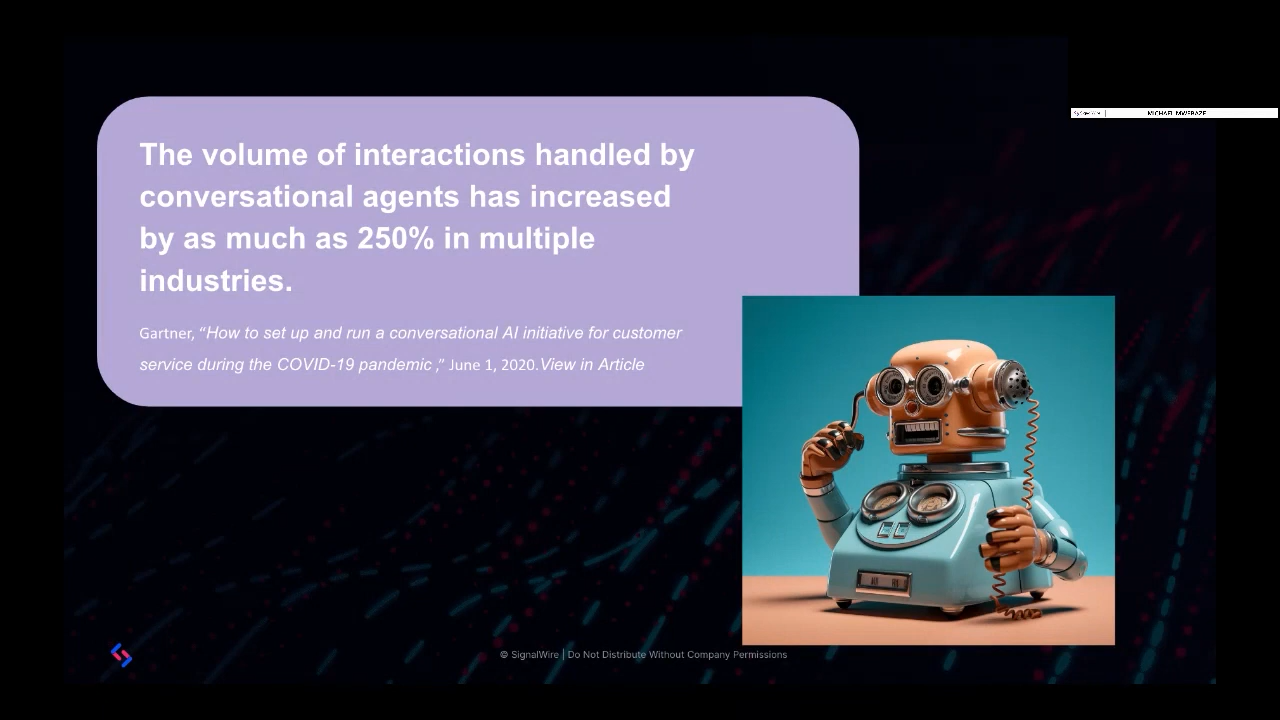 MICHAEL MWEBAZE
The volume of interactions handled by
conversational agents has increased
by as much as 250% in multiple
industries.
Gartner, “How to set up and run a conversational AI initiative for customer
service during the COVID-19 pandemic ,” June 1, 2020.View in Article
© SignalWire | Do Not Distribute Without Company Permissions